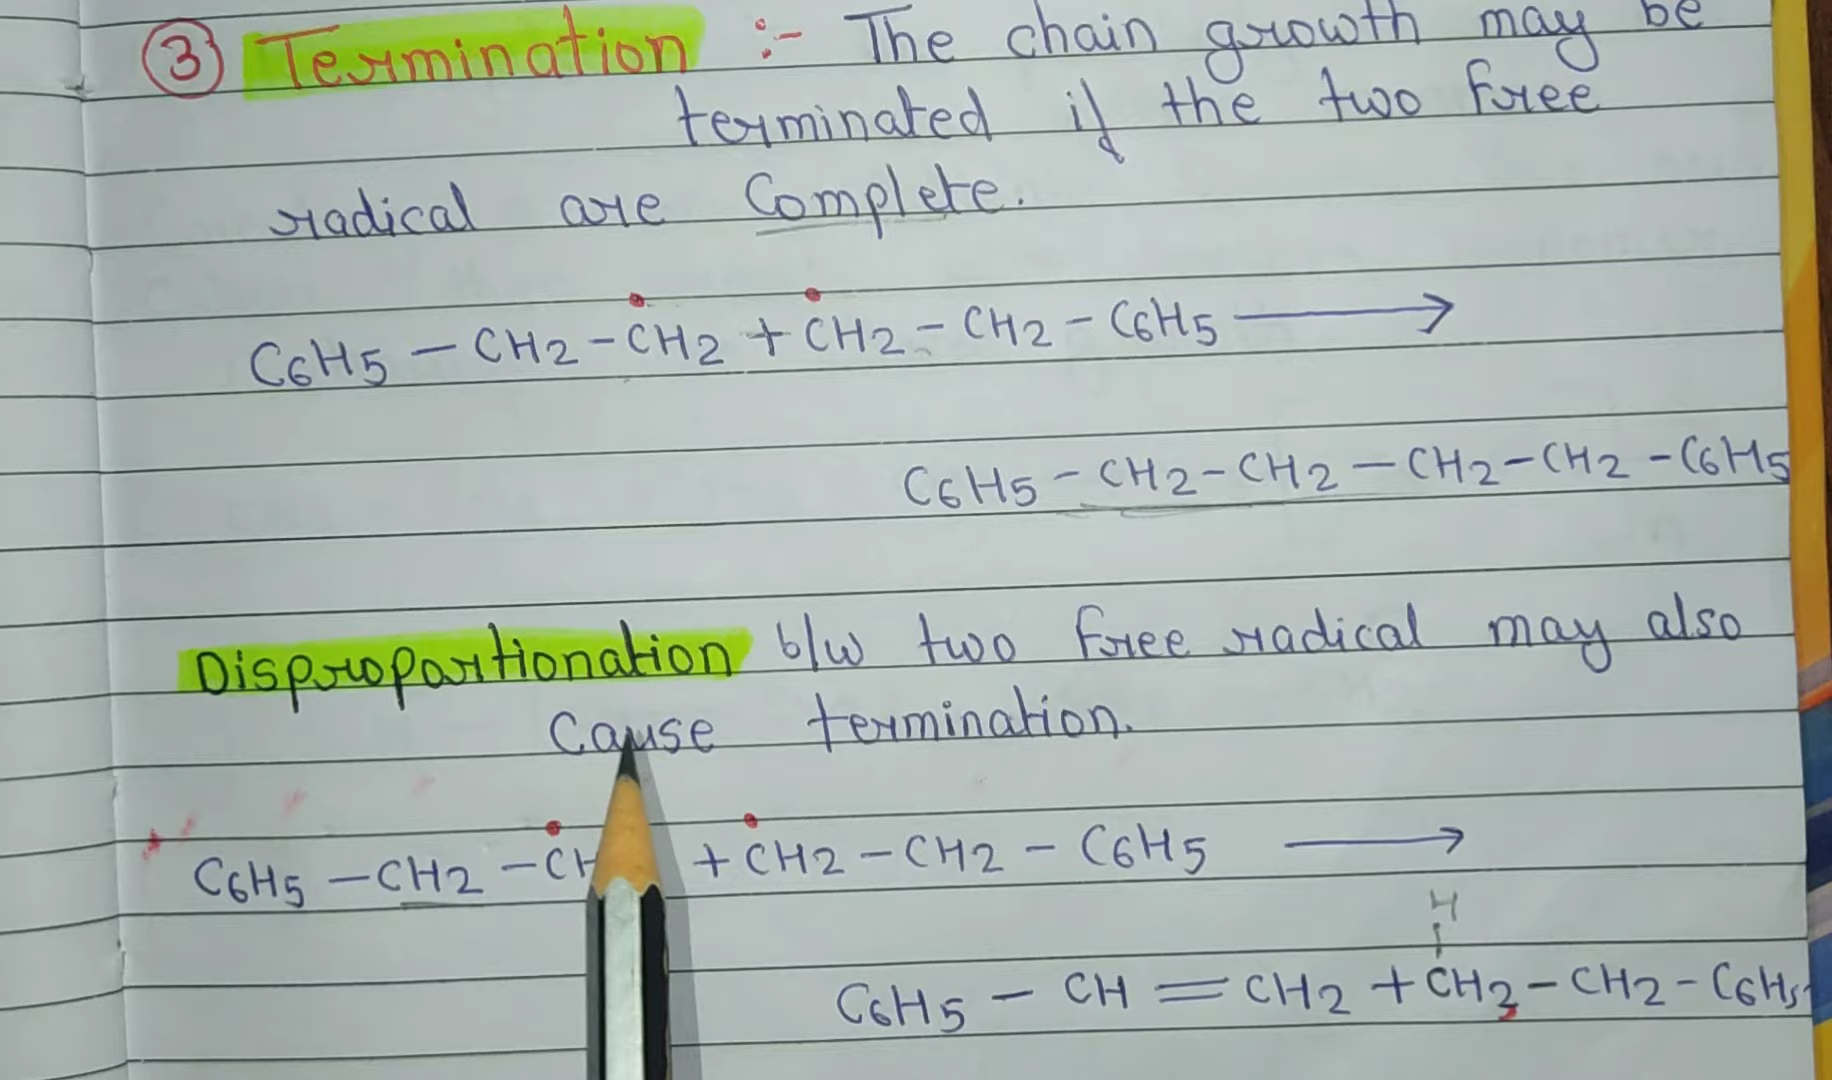 ③ Termination :- The chain growth may be
terminated if the two free
radical are Complete.
C6H5 - CH2 - ĊH2 + ĊH2 - CH2 - C6H5 ⟶
C6H5 - CH2 - CH2 - CH2 - CH2 - C6H5
Disproportionation b/w two free radical may also
Cause termination.
C6H5 - CH2 - ĊH + ĊH2 - CH2 - C6H5 ⟶
H
C6H5 - CH = CH2 + CH3 - CH2 - C6H5